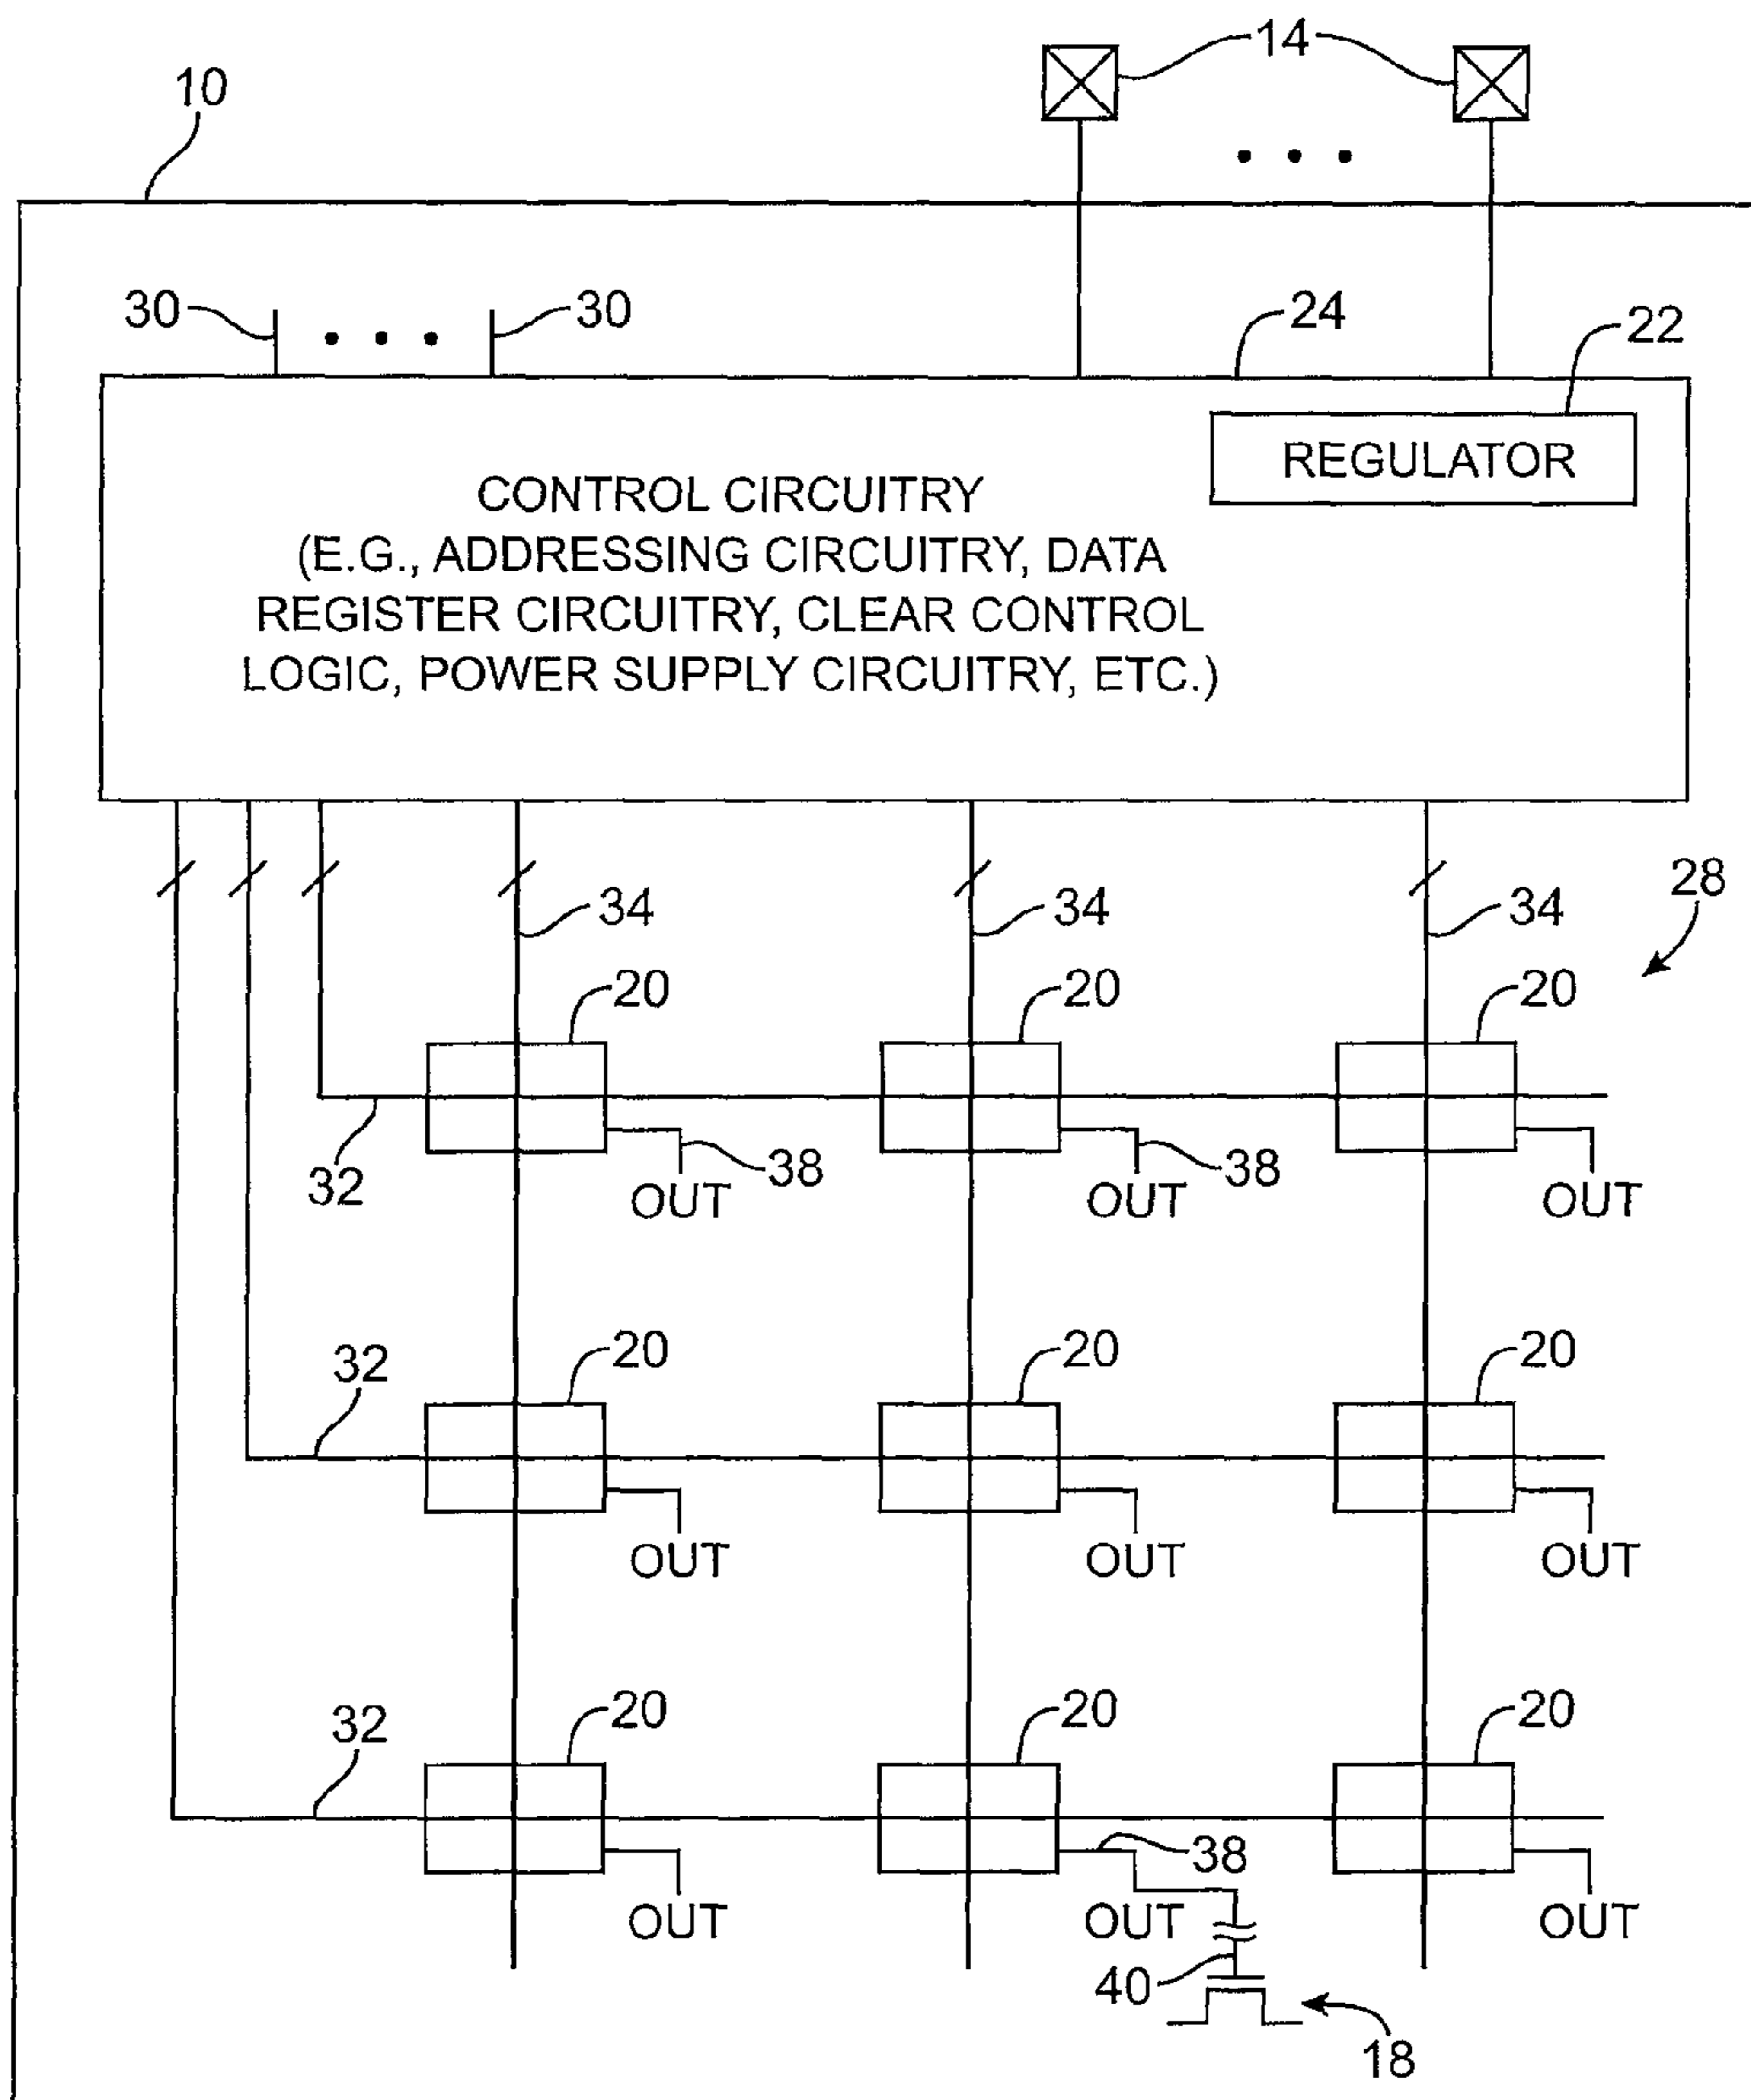 14
10
30 30
24
22
REGULATOR
CONTROL CIRCUITRY
(E.G., ADDRESSING CIRCUITRY, DATA
REGISTER CIRCUITRY, CLEAR CONTROL
LOGIC, POWER SUPPLY CIRCUITRY, ETC.)
28
34 34 34
20 20 20
32 38 38
OUT OUT OUT
20 20 20
32
OUT OUT OUT
20 20 20
32
38
OUT OUT OUT
40
18